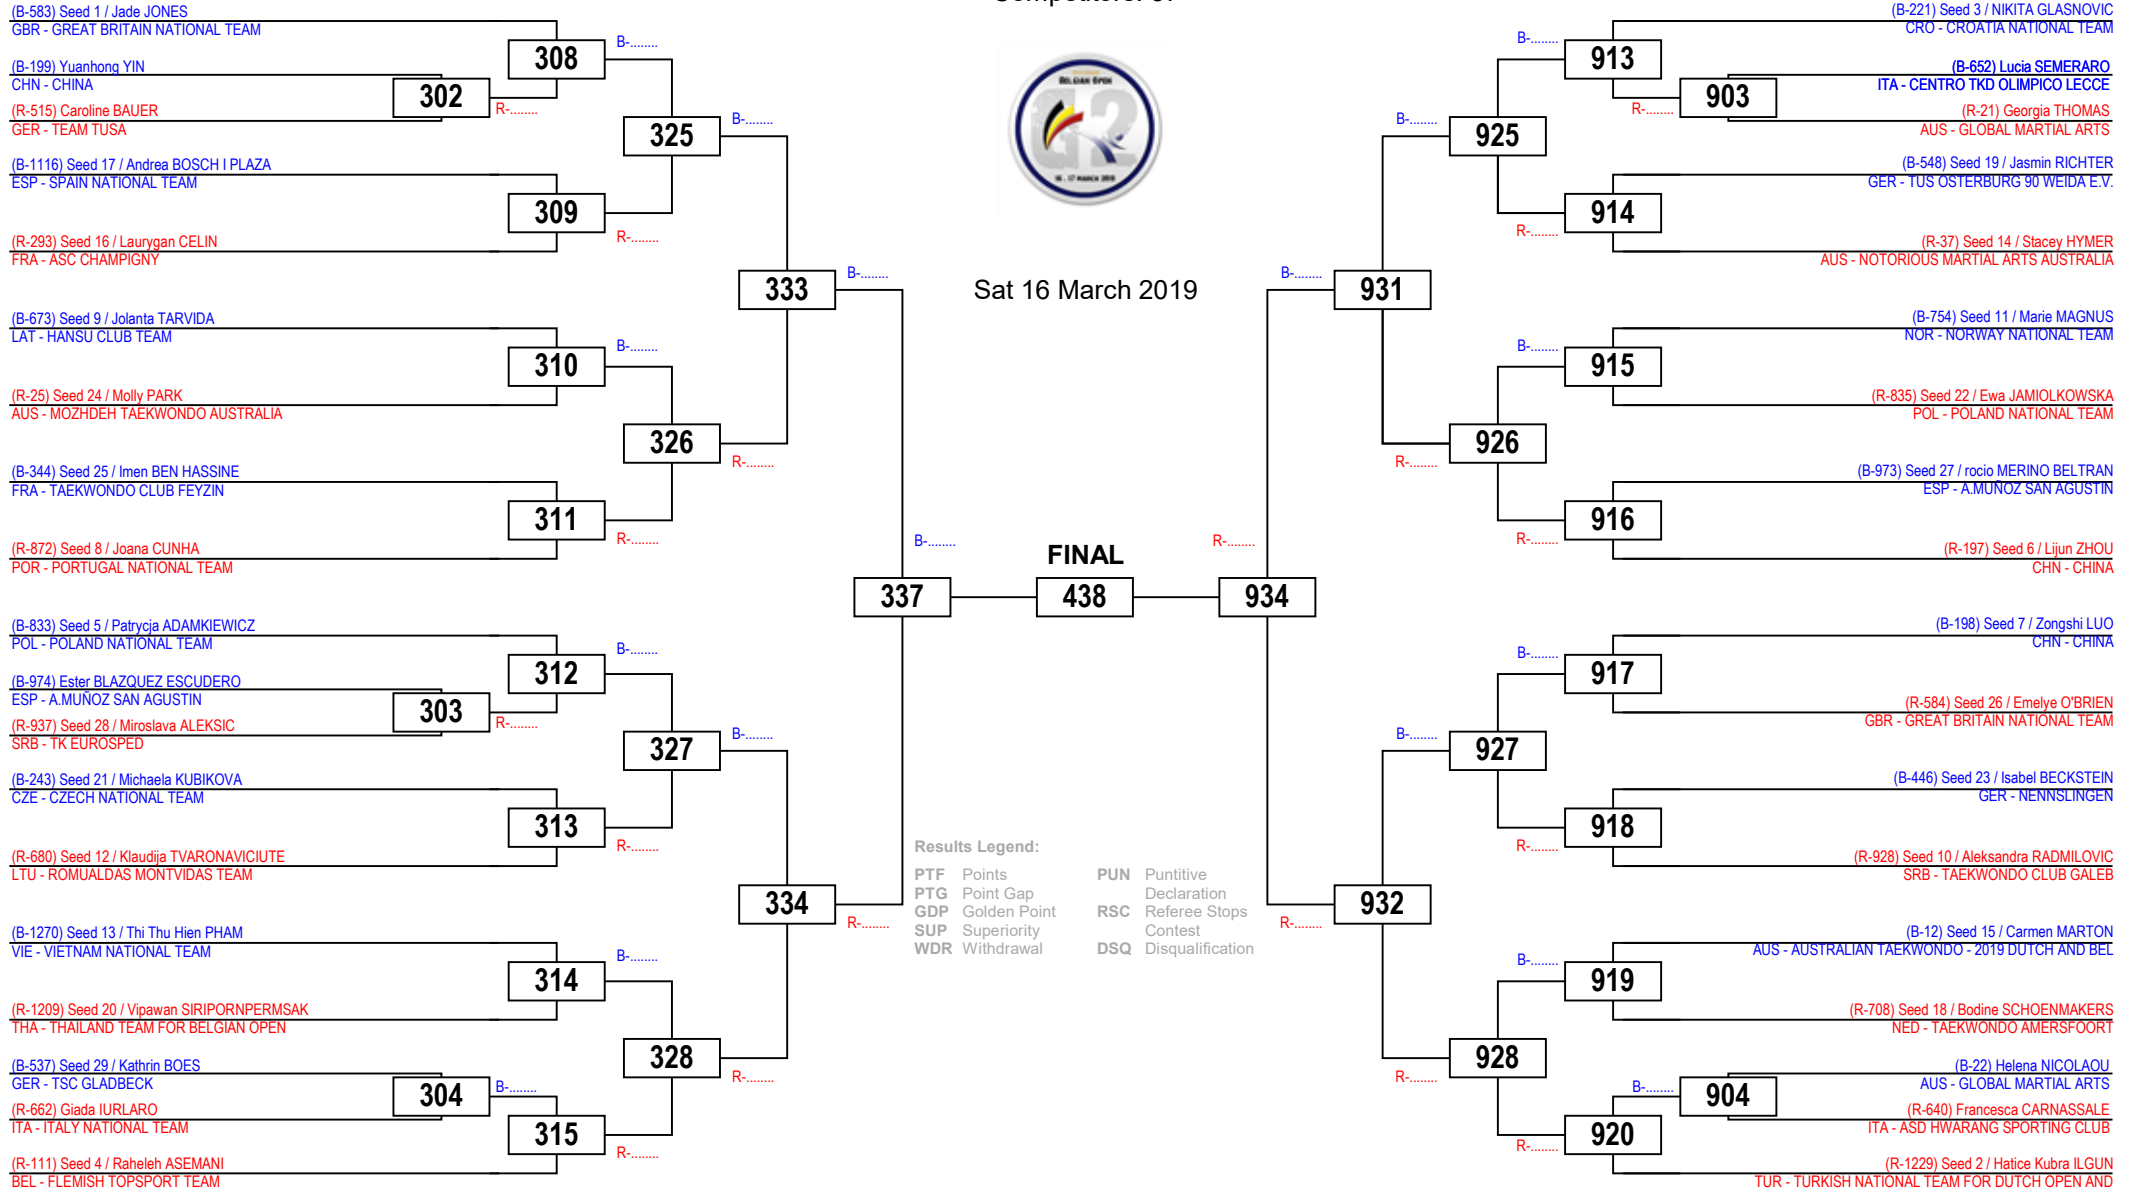 (B-583) Seed 1 / Jade JONES
GBR - GREAT BRITAIN NATIONAL TEAM
(B-199) Yuanhong YIN
CHN - CHINA
(R-515) Caroline BAUER
GER - TEAM TUSA
(B-1116) Seed 17 / Andrea BOSCH I PLAZA
ESP - SPAIN NATIONAL TEAM
(R-293) Seed 16 / Laurygan CELIN
FRA - ASC CHAMPIGNY
(B-673) Seed 9 / Jolanta TARVIDA
LAT - HANSU CLUB TEAM
(R-25) Seed 24 / Molly PARK
AUS - MOZHDEH TAEKWONDO AUSTRALIA
(B-344) Seed 25 / Imen BEN HASSINE
FRA - TAEKWONDO CLUB FEYZIN
(R-872) Seed 8 / Joana CUNHA
POR - PORTUGAL NATIONAL TEAM
(B-833) Seed 5 / Patrycja ADAMKIEWICZ
POL - POLAND NATIONAL TEAM
(B-974) Ester BLAZQUEZ ESCUDERO
ESP - A.MUÑOZ SAN AGUSTIN
(R-937) Seed 28 / Miroslava ALEKSIC
SRB - TK EUROSPED
(B-243) Seed 21 / Michaela KUBIKOVA
CZE - CZECH NATIONAL TEAM
(R-680) Seed 12 / Klaudija TVARONAVICIUTE
LTU - ROMUALDAS MONTVIDAS TEAM
(B-1270) Seed 13 / Thi Thu Hien PHAM
VIE - VIETNAM NATIONAL TEAM
(R-1209) Seed 20 / Vipawan SIRIPORNPERMSAK
THA - THAILAND TEAM FOR BELGIAN OPEN
(B-537) Seed 29 / Kathrin BOES
GER - TSC GLADBECK
(R-662) Giada IURLARO
ITA - ITALY NATIONAL TEAM
(R-111) Seed 4 / Raheleh ASEMANI
BEL - FLEMISH TOPSPORT TEAM
302
R-........
303
R-........
304
B-........
308
B-........
309
R-........
310
B-........
311
R-........
312
B-........
313
R-........
314
B-........
315
R-........
325
B-........
326
R-........
327
B-........
328
R-........
333
B-........
334
R-........
337
B-........
BELGIAN OPEN
G2
16 - 17 MARCH 2019
Sat 16 March 2019
FINAL
438
Results Legend:
PTF Points
PTG Point Gap
GDP Golden Point
SUP Superiority
WDR Withdrawal
PUN Puntitive
Declaration
RSC Referee Stops
Contest
DSQ Disqualification
R-........
934
B-........
931
R-........
932
B-........
925
R-........
926
B-........
927
R-........
928
B-........
913
R-........
914
B-........
915
R-........
916
B-........
917
R-........
918
B-........
919
R-........
920
R-........
903
B-........
904
(B-221) Seed 3 / NIKITA GLASNOVIC
CRO - CROATIA NATIONAL TEAM
(B-652) Lucia SEMERARO
ITA - CENTRO TKD OLIMPICO LECCE
(R-21) Georgia THOMAS
AUS - GLOBAL MARTIAL ARTS
(B-548) Seed 19 / Jasmin RICHTER
GER - TUS OSTERBURG 90 WEIDA E.V.
(R-37) Seed 14 / Stacey HYMER
AUS - NOTORIOUS MARTIAL ARTS AUSTRALIA
(B-754) Seed 11 / Marie MAGNUS
NOR - NORWAY NATIONAL TEAM
(R-835) Seed 22 / Ewa JAMIOLKOWSKA
POL - POLAND NATIONAL TEAM
(B-973) Seed 27 / rocio MERINO BELTRAN
ESP - A.MUÑOZ SAN AGUSTIN
(R-197) Seed 6 / Lijun ZHOU
CHN - CHINA
(B-198) Seed 7 / Zongshi LUO
CHN - CHINA
(R-584) Seed 26 / Emelye O'BRIEN
GBR - GREAT BRITAIN NATIONAL TEAM
(B-446) Seed 23 / Isabel BECKSTEIN
GER - NENNSLINGEN
(R-928) Seed 10 / Aleksandra RADMILOVIC
SRB - TAEKWONDO CLUB GALEB
(B-12) Seed 15 / Carmen MARTON
AUS - AUSTRALIAN TAEKWONDO - 2019 DUTCH AND BEL
(R-708) Seed 18 / Bodine SCHOENMAKERS
NED - TAEKWONDO AMERSFOORT
(B-22) Helena NICOLAOU
AUS - GLOBAL MARTIAL ARTS
(R-640) Francesca CARNASSALE
ITA - ASD HWARANG SPORTING CLUB
(R-1229) Seed 2 / Hatice Kubra ILGUN
TUR - TURKISH NATIONAL TEAM FOR DUTCH OPEN AND